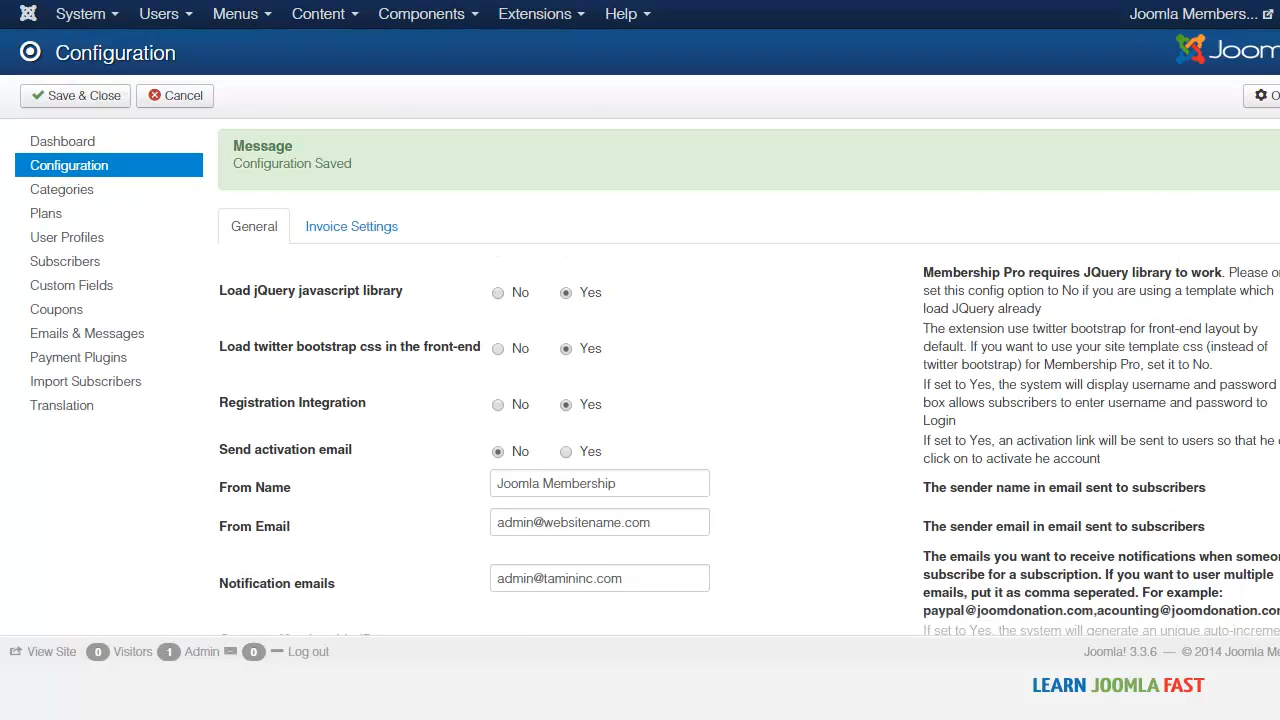 System Users Menus Content Components Extensions Help Joomla Members...
Configuration
Save & Close Cancel
Dashboard
Configuration
Categories
Plans
User Profiles
Subscribers
Custom Fields
Coupons
Emails & Messages
Payment Plugins
Import Subscribers
Translation
Message
Configuration Saved
General Invoice Settings
Load jQuery javascript library No Yes
Membership Pro requires JQuery library to work. Please
set this config option to No if you are using a template which
load JQuery already
Load twitter bootstrap css in the front-end No Yes
The extension use twitter bootstrap for front-end layout by
default. If you want to use your site template css (instead of
twitter bootstrap) for Membership Pro, set it to No.
Registration Integration No Yes
If set to Yes, the system will display username and password
box allows subscribers to enter username and password to
Login
Send activation email No Yes
If set to Yes, an activation link will be sent to users so that he
click on to activate he account
From Name Joomla Membership The sender name in email sent to subscribers
From Email admin@websitename.com The sender email in email sent to subscribers
Notification emails admin@tamininc.com
The emails you want to receive notifications when
subscribe for a subscription. If you want to user multiple
emails, put it as comma seperated. For example:
paypal@joomdonation.com,acounting@joomdonation.com
If set to Yes, the system will generate an unique
View Site 0 Visitors 1 Admin 0 Log out Joomla! 3.3.6 — © 2014 Joomla
LEARN JOOMLA FAST